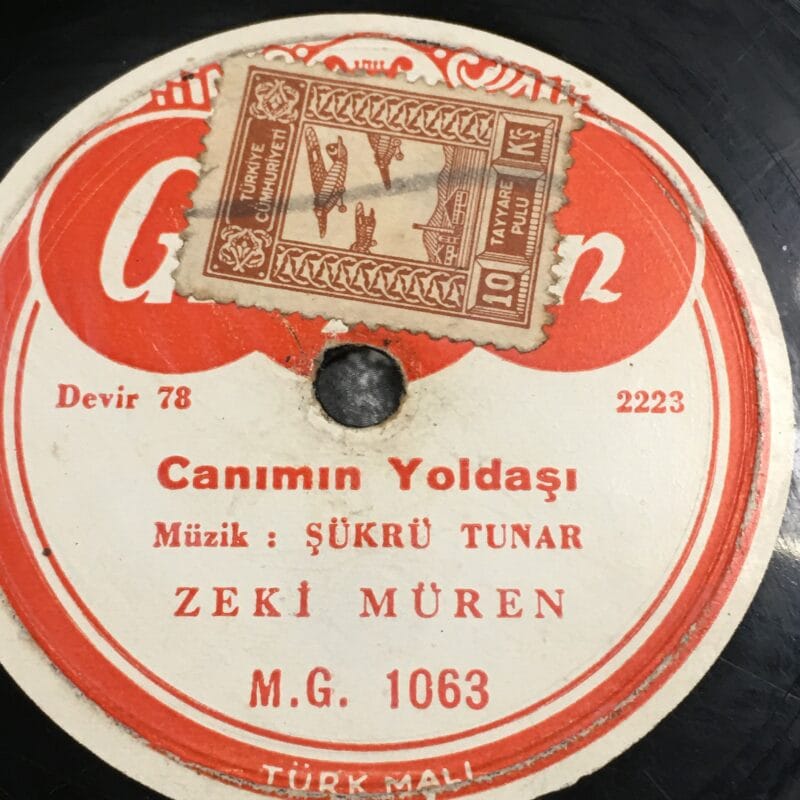 TÜRKİYE
CÜMHURİYETİ
TAYYARE
PULU
10 KŞ
Devir 78
2223
Canımın Yoldaşı
Müzik : ŞÜKRÜ TUNAR
ZEKİ MÜREN
M.G. 1063
TÜRK MALI